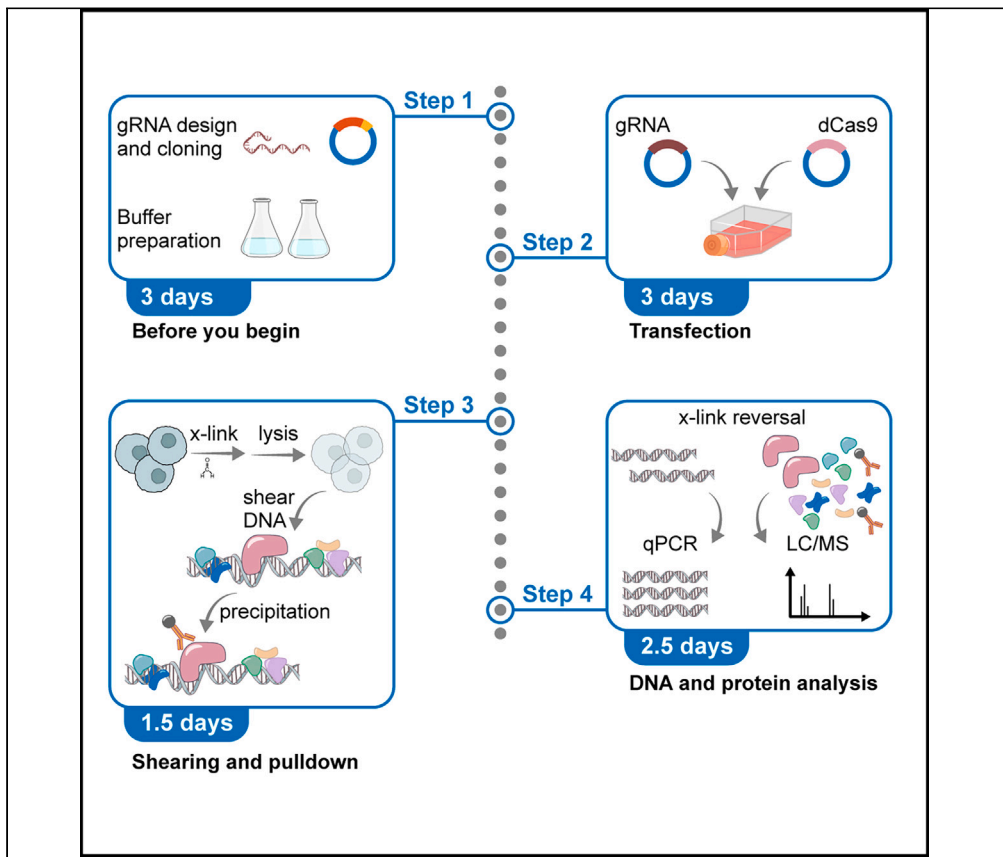 Step 1
gRNA design
and cloning
Buffer
preparation
3 days
Before you begin
Step 2
gRNA
dCas9
3 days
Transfection
Step 3
x-link
lysis
shear
DNA
precipitation
1.5 days
Shearing and pulldown
Step 4
x-link reversal
qPCR
LC/MS
2.5 days
DNA and protein analysis